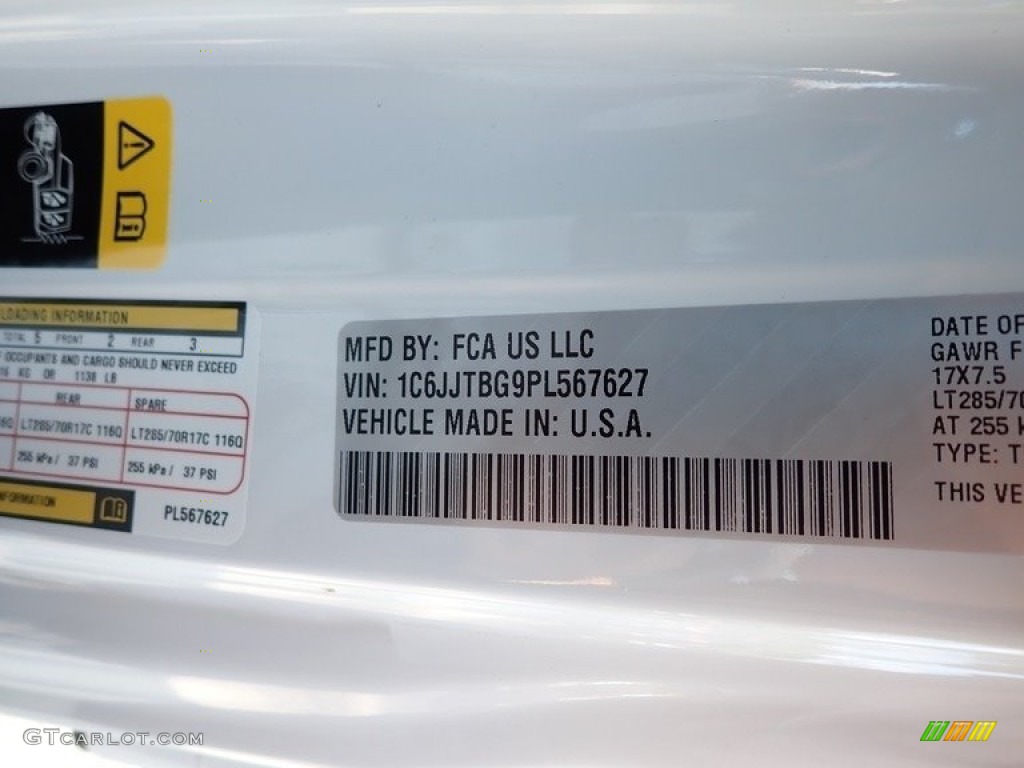 LOADING INFORMATION
TOTAL 5 FRONT 2 REAR 3
OCCUPANTS AND CARGO SHOULD NEVER EXCEED
KG OR 1138 LB
REAR SPARE
116Q LT285/70R17C 116Q LT285/70R17C 116Q
255 kPa / 37 PSI 255 kPa / 37 PSI
INFORMATION
PL567627
MFD BY: FCA US LLC
VIN: 1C6JJTBG9PL567627
VEHICLE MADE IN: U.S.A.
DATE OF
GAWR F
17X7.5
LT285/70
AT 255 k
TYPE: T
THIS VE
GTCARLOT.COM